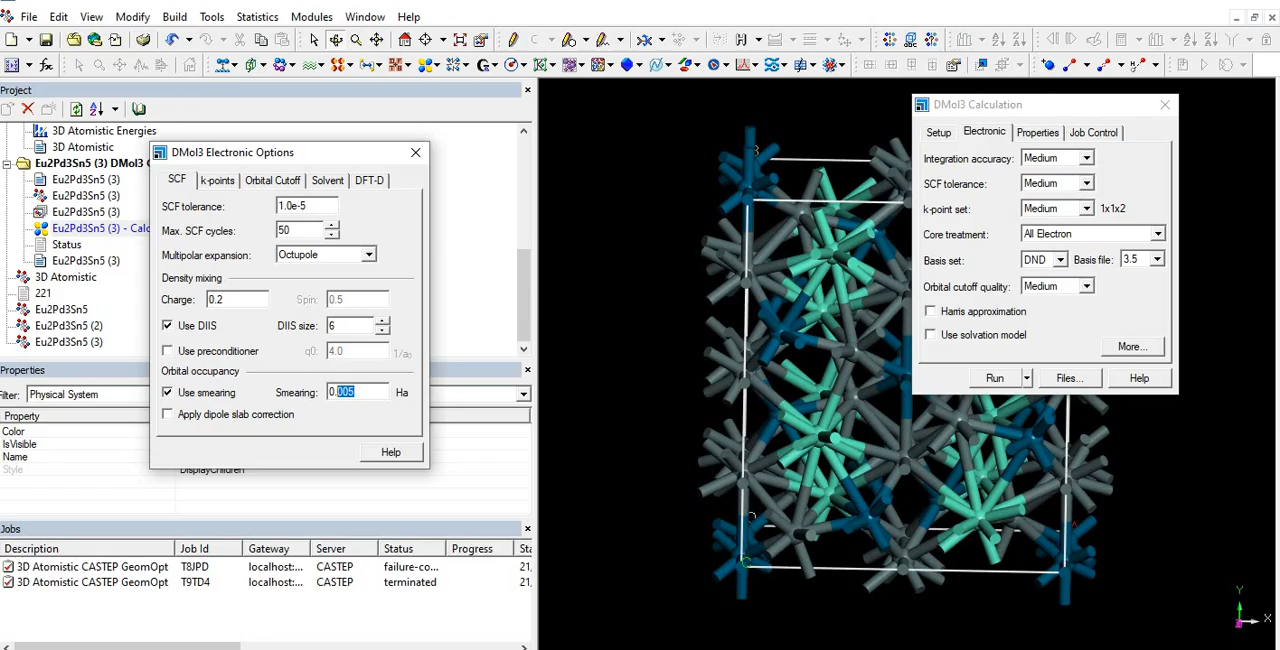 File Edit View Modify Build Tools Statistics Modules Window Help
Project
3D Atomistic Energies
3D Atomistic
Eu2Pd3Sn5 (3) DMol3
Eu2Pd3Sn5 (3)
Eu2Pd3Sn5 (3)
Eu2Pd3Sn5 (3)
Eu2Pd3Sn5 (3) - Calc
Status
Eu2Pd3Sn5 (3)
3D Atomistic
221
Eu2Pd3Sn5
Eu2Pd3Sn5 (2)
Eu2Pd3Sn5 (3)
Properties
Filter: Physical System
Property
Color
IsVisible
Name
Style DisplayChildren
Jobs
Description Job Id Gateway Server Status Progress Sta
3D Atomistic CASTEP GeomOpt T8JPD localhost:... CASTEP failure-co... 21,
3D Atomistic CASTEP GeomOpt T9TD4 localhost:... CASTEP terminated 21,
DMol3 Electronic Options
SCF k-points Orbital Cutoff Solvent DFT-D
SCF tolerance: 1.0e-5
Max. SCF cycles: 50
Multipolar expansion: Octupole
Density mixing
Charge: 0.2 Spin: 0.5
Use DIIS DIIS size: 6
Use preconditioner q0: 4.0 1/a0
Orbital occupancy
Use smearing Smearing: 0.005 Ha
Apply dipole slab correction
Help
DMol3 Calculation
Setup Electronic Properties Job Control
Integration accuracy: Medium
SCF tolerance: Medium
k-point set: Medium 1x1x2
Core treatment: All Electron
Basis set: DND Basis file: 3.5
Orbital cutoff quality: Medium
Harris approximation
Use solvation model
More...
Run Files... Help
Y
X